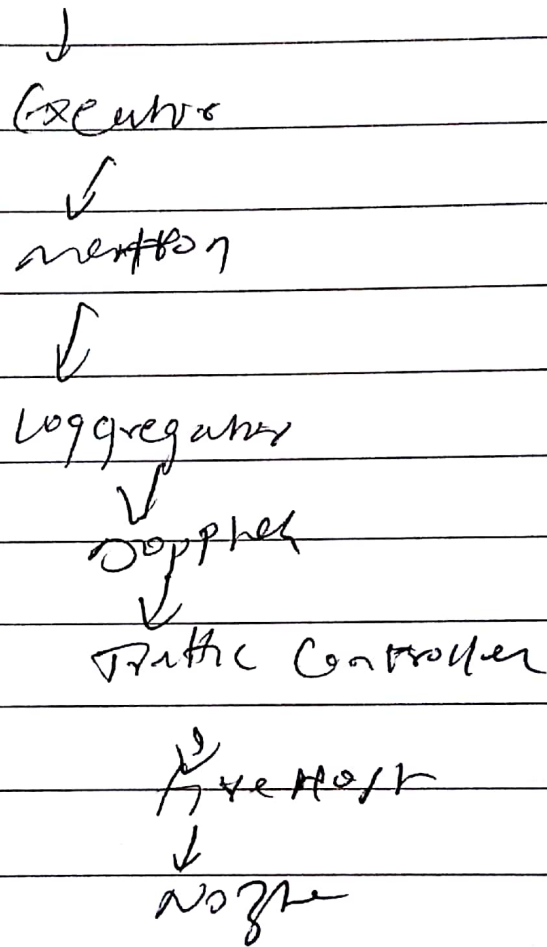 Executor
metron
Loggregator
Doppler
Traffic Controller
Firehose
Nozzle